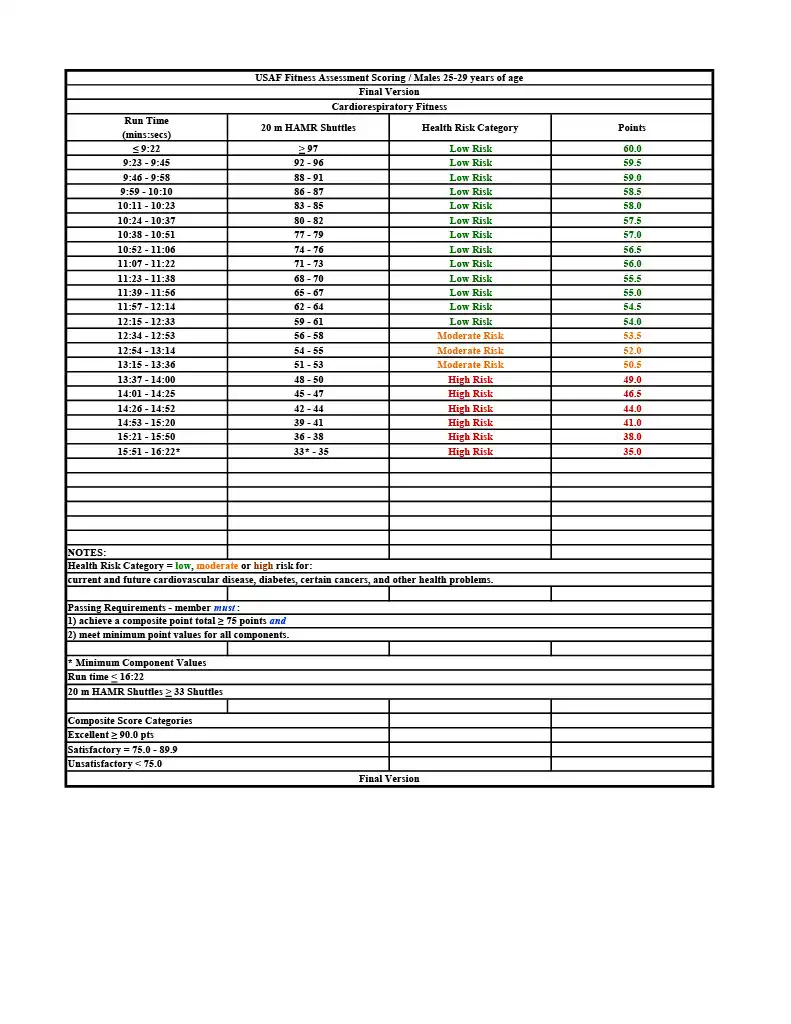 USAF Fitness Assessment Scoring / Males 25-29 years of age
Final Version
Cardiorespiratory Fitness
Run Time (mins:secs) 20 m HAMR Shuttles Health Risk Category Points
≤ 9:22 ≥ 97 Low Risk 60.0
9:23 - 9:45 92 - 96 Low Risk 59.5
9:46 - 9:58 88 - 91 Low Risk 59.0
9:59 - 10:10 86 - 87 Low Risk 58.5
10:11 - 10:23 83 - 85 Low Risk 58.0
10:24 - 10:37 80 - 82 Low Risk 57.5
10:38 - 10:51 77 - 79 Low Risk 57.0
10:52 - 11:06 74 - 76 Low Risk 56.5
11:07 - 11:22 71 - 73 Low Risk 56.0
11:23 - 11:38 68 - 70 Low Risk 55.5
11:39 - 11:56 65 - 67 Low Risk 55.0
11:57 - 12:14 62 - 64 Low Risk 54.5
12:15 - 12:33 59 - 61 Low Risk 54.0
12:34 - 12:53 56 - 58 Moderate Risk 53.5
12:54 - 13:14 54 - 55 Moderate Risk 52.0
13:15 - 13:36 51 - 53 Moderate Risk 50.5
13:37 - 14:00 48 - 50 High Risk 49.0
14:01 - 14:25 45 - 47 High Risk 46.5
14:26 - 14:52 42 - 44 High Risk 44.0
14:53 - 15:20 39 - 41 High Risk 41.0
15:21 - 15:50 36 - 38 High Risk 38.0
15:51 - 16:22* 33* - 35 High Risk 35.0
NOTES:
Health Risk Category = low, moderate or high risk for:
current and future cardiovascular disease, diabetes, certain cancers, and other health problems.
Passing Requirements - member must :
1) achieve a composite point total ≥ 75 points and
2) meet minimum point values for all components.
* Minimum Component Values
Run time ≤ 16:22
20 m HAMR Shuttles ≥ 33 Shuttles
Composite Score Categories
Excellent ≥ 90.0 pts
Satisfactory = 75.0 - 89.9
Unsatisfactory < 75.0
Final Version